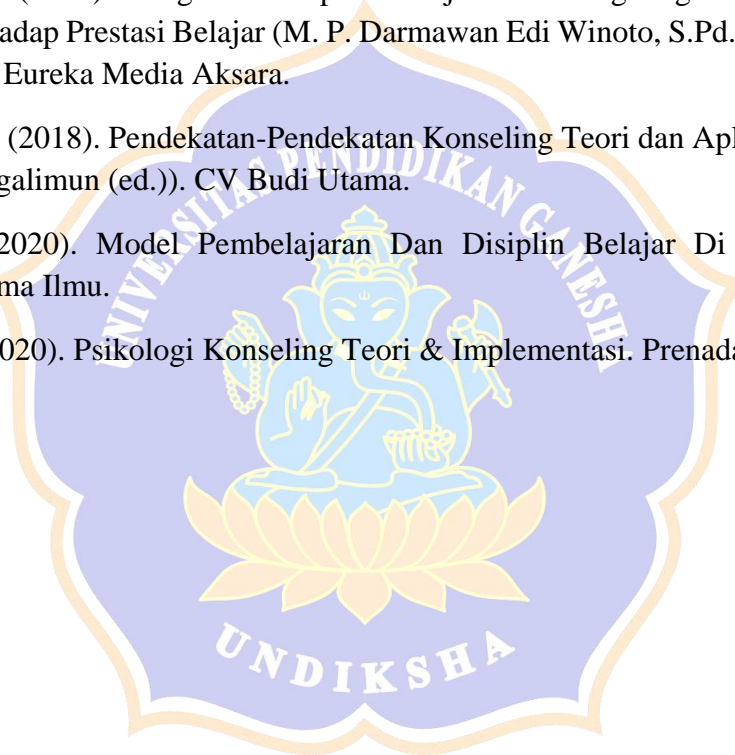 adap Prestasi Belajar (M. P. Darmawan Edi Winoto, S.Pd.
Eureka Media Aksara.
(2018). Pendekatan-Pendekatan Konseling Teori dan Apl
galimun (ed.)). CV Budi Utama.
2020). Model Pembelajaran Dan Disiplin Belajar Di
ma Ilmu.
020). Psikologi Konseling Teori & Implementasi. Prenada
UNIVERSITAS PENDIDIKAN GANESHA
UNDIKSHA